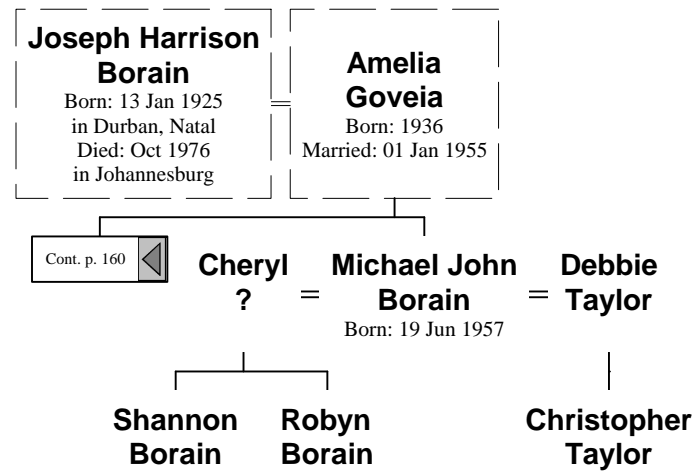 Joseph Harrison
Borain
Born: 13 Jan 1925
in Durban, Natal
Died: Oct 1976
in Johannesburg
=
Amelia
Goveia
Born: 1936
Married: 01 Jan 1955
Cont. p. 160
Cheryl
?
=
Michael John
Borain
Born: 19 Jun 1957
=
Debbie
Taylor
Shannon
Borain
Robyn
Borain
Christopher
Taylor